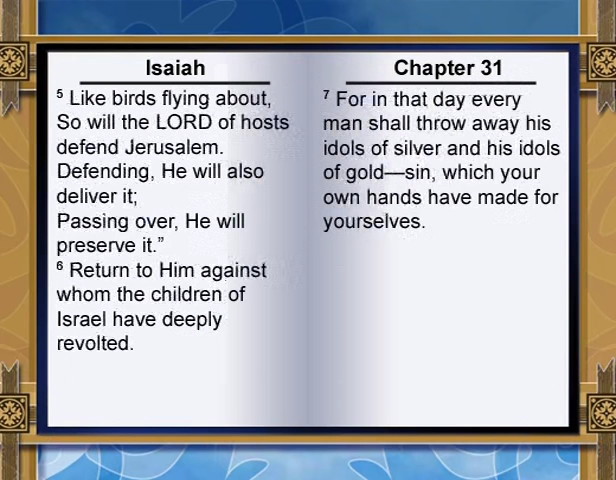 Isaiah
⁵ Like birds flying about,
So will the LORD of hosts
defend Jerusalem.
Defending, He will also
deliver it;
Passing over, He will
preserve it.”
⁶ Return to Him against
whom the children of
Israel have deeply
revolted.
Chapter 31
⁷ For in that day every
man shall throw away his
idols of silver and his idols
of gold—sin, which your
own hands have made for
yourselves.